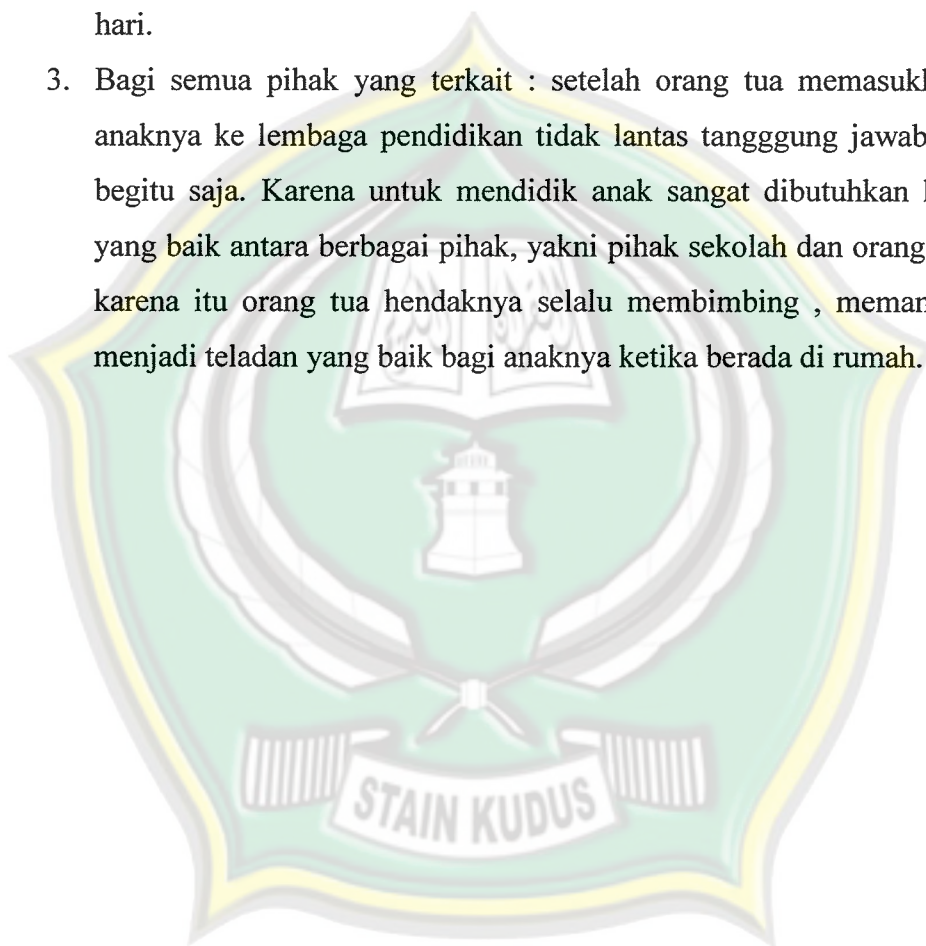 hari.
3. Bagi semua pihak yang terkait : setelah orang tua
anaknya ke lembaga pendidikan tidak lantas tangggung jawab
begitu saja. Karena untuk mendidik anak sangat dibutuhkan
yang baik antara berbagai pihak, yakni pihak sekolah dan orang
karena itu orang tua hendaknya selalu membimbing ,
menjadi teladan yang baik bagi anaknya ketika berada di rumah.
STAIN KUDUS